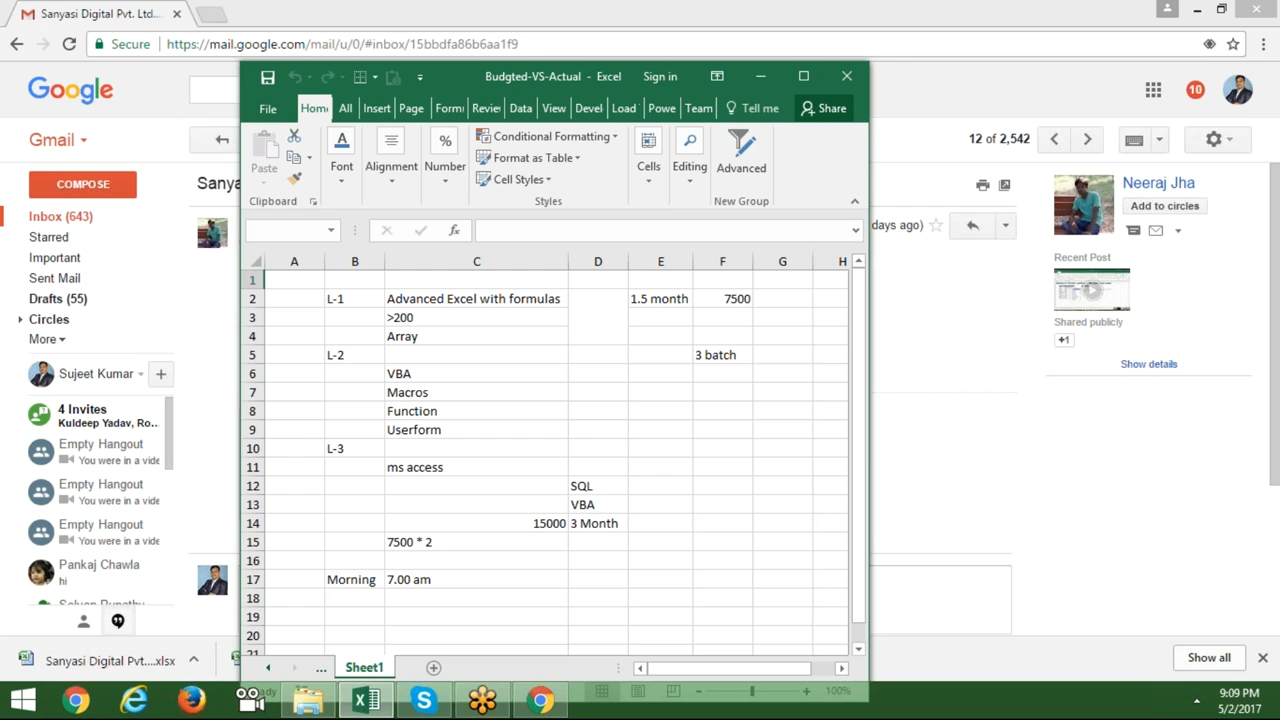 Sanyasi Digital Pvt. Ltd...
Secure https://mail.google.com/mail/u/0/#inbox/15bbdfa86b6aa1f9
Google
10
Gmail
12 of 2,542
COMPOSE
Sanya
Inbox (643)
Starred
Important
Sent Mail
Drafts (55)
Circles
More
Sujeet Kumar
4 Invites
Kuldeep Yadav, Ro...
Empty Hangout
You were in a vide
Empty Hangout
You were in a vide
Empty Hangout
You were in a vide
Pankaj Chawla
hi
days ago)
Neeraj Jha
Add to circles
Recent Post
Shared publicly
+1
Show details
Budgted-VS-Actual - Excel Sign in
File Home All Insert Page Formu Review Data View Devel Load Powe Team Tell me Share
Paste Font Alignment Number Conditional Formatting Format as Table Cell Styles Cells Editing Advanced
Clipboard Styles New Group
fx
A B C D E F G H
1
2 L-1 Advanced Excel with formulas 1.5 month 7500
3 >200
4 Array
5 L-2 3 batch
6 VBA
7 Macros
8 Function
9 Userform
10 L-3
11 ms access
12 SQL
13 VBA
14 15000 3 Month
15 7500 * 2
16
17 Morning 7.00 am
18
19
20
21
... Sheet1
100%
Sanyasi Digital Pvt....xlsx
Show all
9:09 PM
5/2/2017